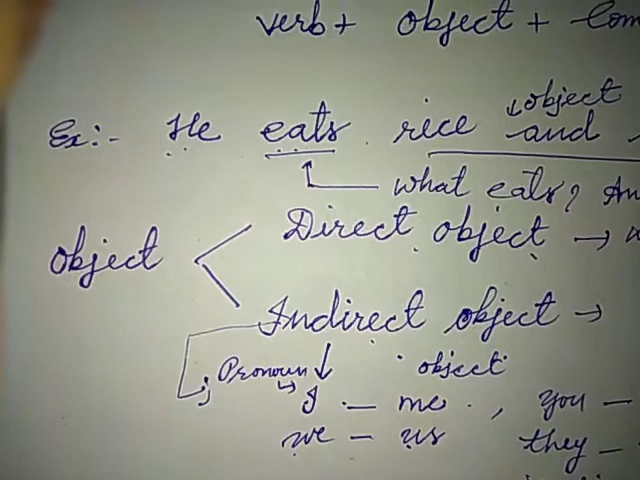 verb + object + Com
↓object
Ex:- He eats rice and
What eats? An
object < Direct object →
Indirect object →
Pronoun ↓ object
I — me, you —
we — us they —